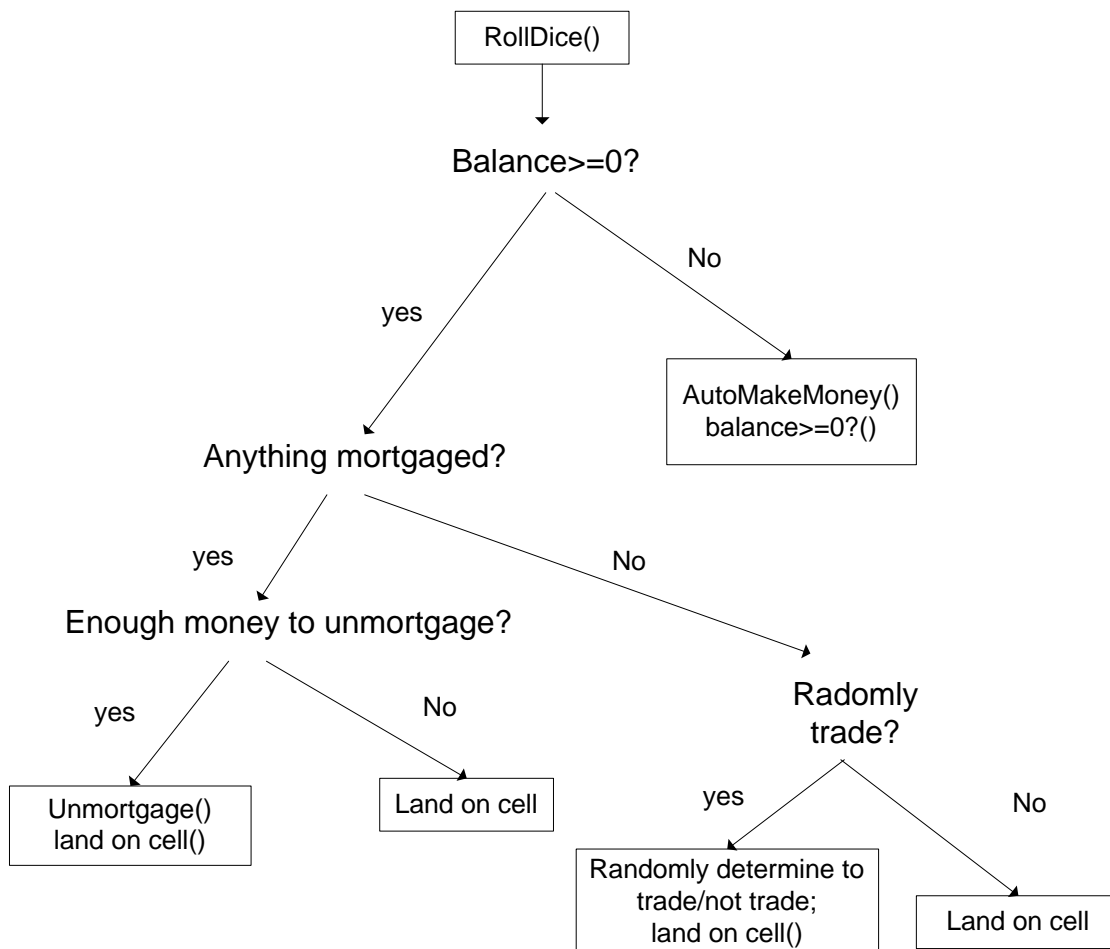 RollDice()
Balance>=0?
No
yes
AutoMakeMoney()
balance>=0?()
Anything mortgaged?
yes
No
Enough money to unmortgage?
yes
No
Radomly
trade?
Unmortgage()
land on cell()
Land on cell
yes
No
Randomly determine to
trade/not trade;
land on cell()
Land on cell